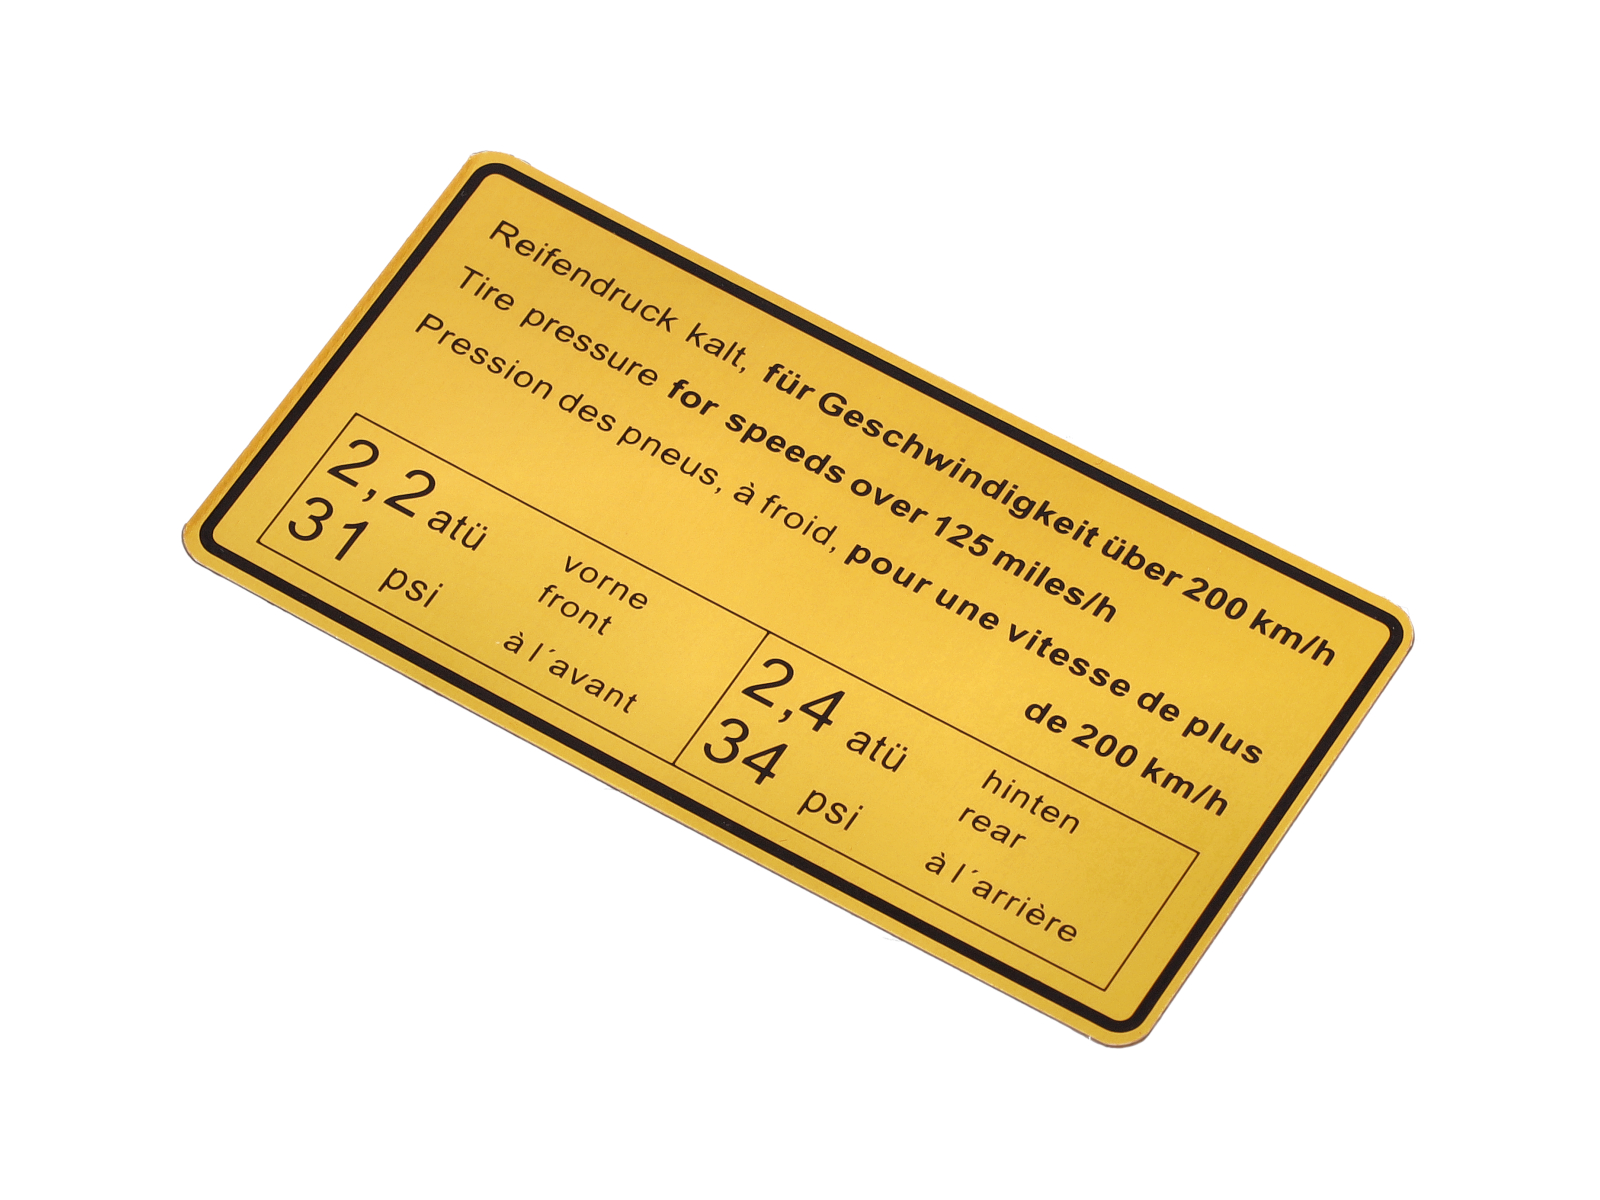 Reifendruck kalt, für Geschwindigkeit über 200 km/h
Tire pressure for speeds over 125 miles/h
Pression des pneus, à froid, pour une vitesse de plus
de 200 km/h
2,2 atü
31 psi
vorne
front
à l´avant
2,4 atü
34 psi
hinten
rear
à l´arrière